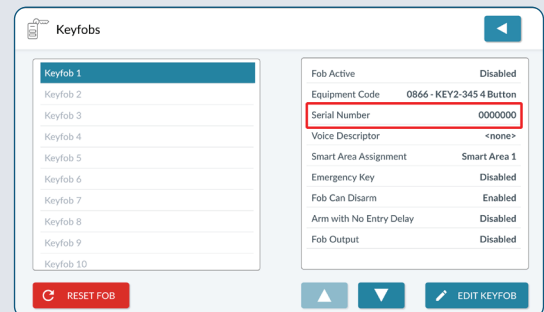 Keyfobs
Keyfob 1
Keyfob 2
Keyfob 3
Keyfob 4
Keyfob 5
Keyfob 6
Keyfob 7
Keyfob 8
Keyfob 9
Keyfob 10
Fob Active Disabled
Equipment Code 0866 - KEY2-345 4 Button
Serial Number 0000000
Voice Descriptor <none>
Smart Area Assignment Smart Area 1
Emergency Key Disabled
Fob Can Disarm Enabled
Arm with No Entry Delay Disabled
Fob Output Disabled
RESET FOB
EDIT KEYFOB